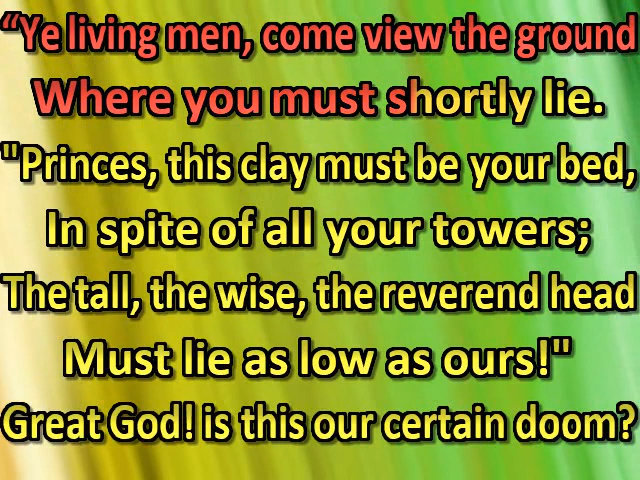 “Ye living men, come view the ground
Where you must shortly lie.
"Princes, this clay must be your bed,
In spite of all your towers;
The tall, the wise, the reverend head
Must lie as low as ours!"
Great God! is this our certain doom?